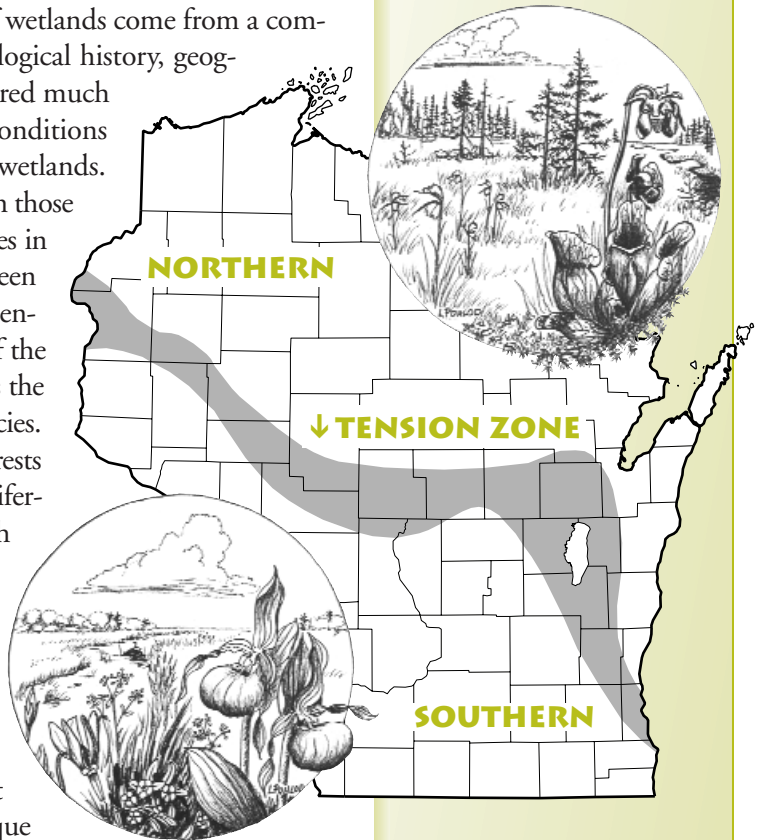 f wetlands come from a com-
logical history, geog-
red much
onditions
wetlands.
n those
es in
een
en-
f the
the
cies.
rests
ifer-
n
t
que
NORTHERN
↓ TENSION ZONE
SOUTHERN